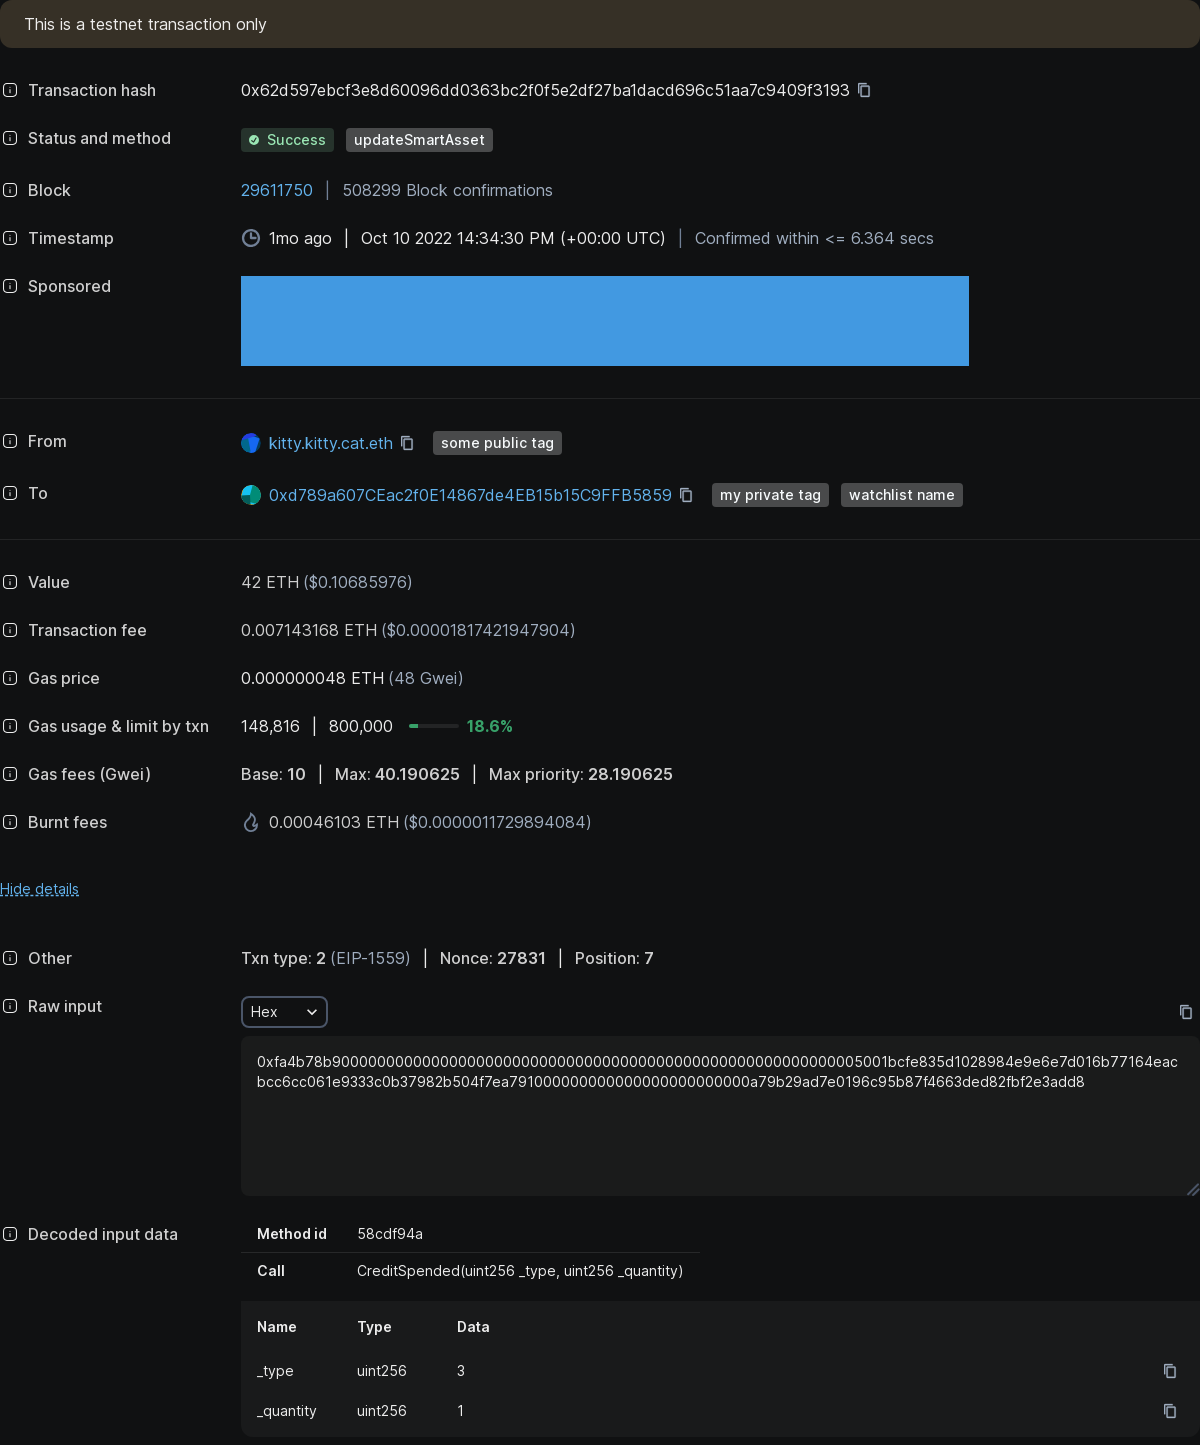 This is a testnet transaction only
Transaction hash 0x62d597ebcf3e8d60096dd0363bc2f0f5e2df27ba1dacd696c51aa7c9409f3193
Status and method Success updateSmartAsset
Block 29611750 | 508299 Block confirmations
Timestamp 1mo ago | Oct 10 2022 14:34:30 PM (+00:00 UTC) | Confirmed within <= 6.364 secs
Sponsored
From kitty.kitty.cat.eth some public tag
To 0xd789a607CEac2f0E14867de4EB15b15C9FFB5859 my private tag watchlist name
Value 42 ETH ($0.10685976)
Transaction fee 0.007143168 ETH ($0.00001817421947904)
Gas price 0.000000048 ETH (48 Gwei)
Gas usage & limit by txn 148,816 | 800,000 18.6%
Gas fees (Gwei) Base: 10 | Max: 40.190625 | Max priority: 28.190625
Burnt fees 0.00046103 ETH ($0.0000011729894084)
Hide details
Other Txn type: 2 (EIP-1559) | Nonce: 27831 | Position: 7
Raw input Hex
0xfa4b78b90000000000000000000000000000000000000000000000000000000005001bcfe835d1028984e9e6e7d016b77164eac
bcc6cc061e9333c0b37982b504f7ea791000000000000000000000000a79b29ad7e0196c95b87f4663ded82fbf2e3add8
Decoded input data Method id 58cdf94a
Call CreditSpended(uint256 _type, uint256 _quantity)
Name Type Data
_type uint256 3
_quantity uint256 1